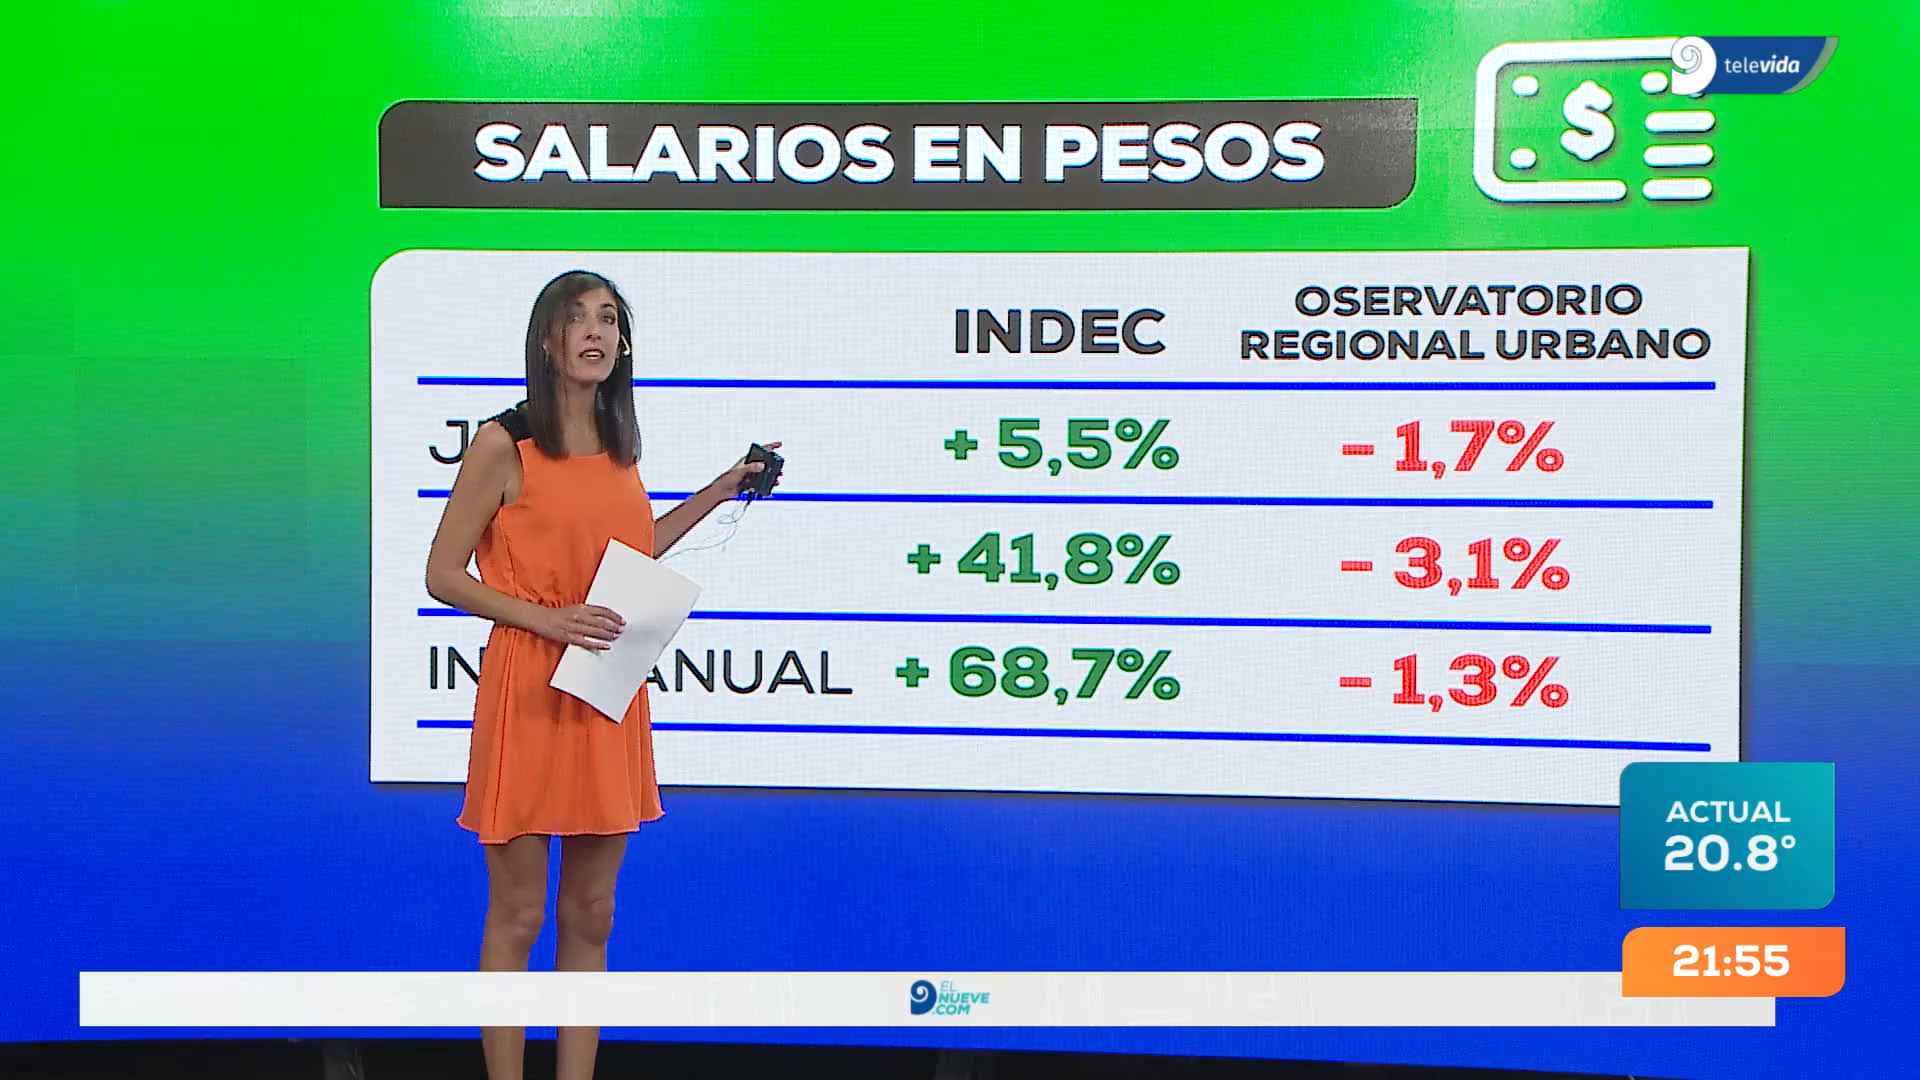 televida
SALARIOS EN PESOS
$
INDEC
OSERVATORIO
REGIONAL URBANO
+ 5,5%
- 1,7%
+ 41,8%
- 3,1%
+ 68,7%
- 1,3%
ACTUAL
20.8°
21:55
EL
NUEVE
.COM